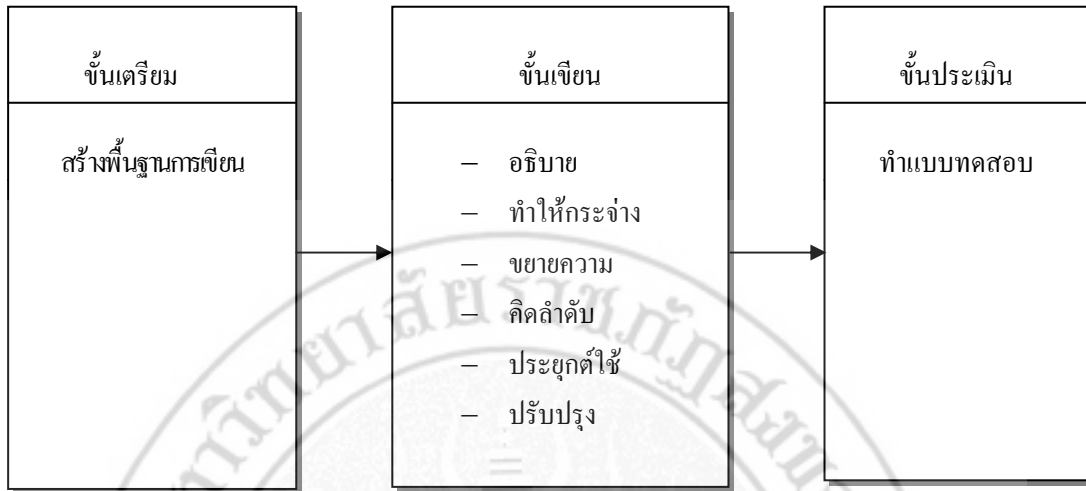 ขั้นเตรียม
สร้างพื้นฐานการเขียน
ขั้นเขียน
– อธิบาย
– ทำให้กระจ่าง
– ขยายความ
– คิดลำดับ
– ประยุกต์ใช้
– ปรับปรุง
ขั้นประเมิน
ทำแบบทดสอบ